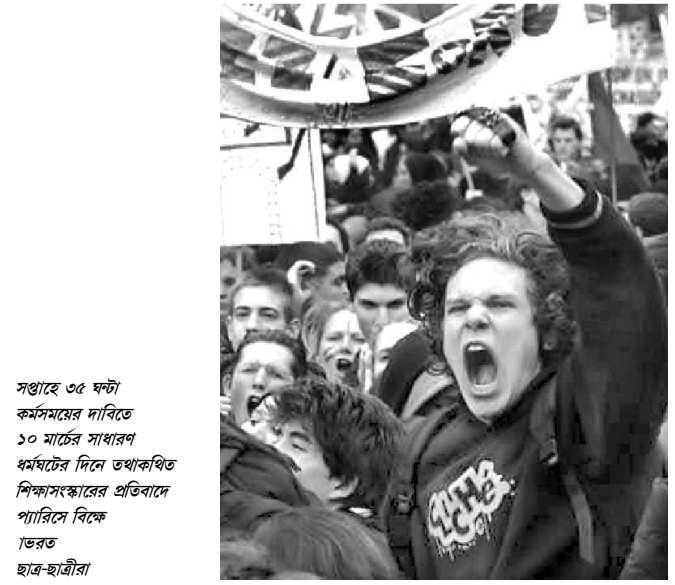 সপ্তাহে ৩৫ ঘন্টা
কর্মসময়ের দাবিতে
১০ মার্চের সাধারণ
ধর্মঘটের দিনে তথাকথিত
শিক্ষাসংস্কারের প্রতিবাদে
প্যারিসে বিক্ষে
াভরত
ছাত্র-ছাত্রীরা